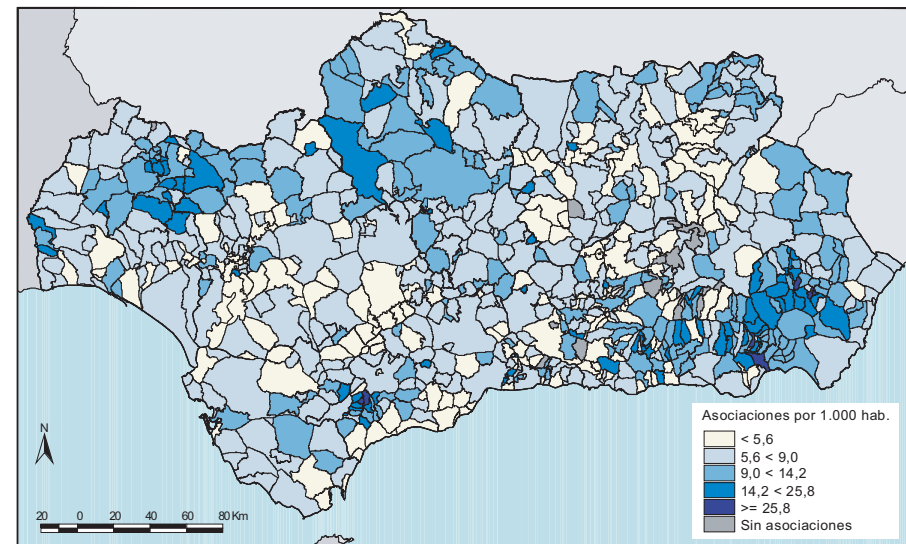 N
20 0 20 40 60 80 Km
Asociaciones por 1.000 hab.
< 5,6
5,6 < 9,0
9,0 < 14,2
14,2 < 25,8
>= 25,8
Sin asociaciones